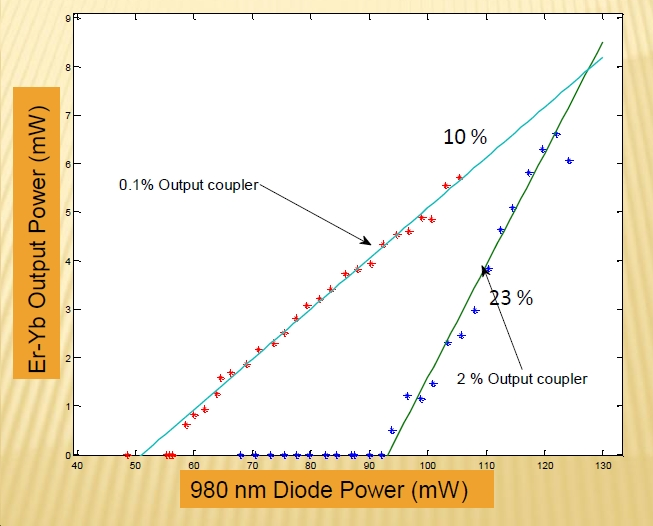 9
8
7
6
5
4
3
2
1
0
Er-Yb Output Power (mW)
10 %
0.1% Output coupler
23 %
2 % Output coupler
40 50 60 70 80 90 100 110 120 130
980 nm Diode Power (mW)